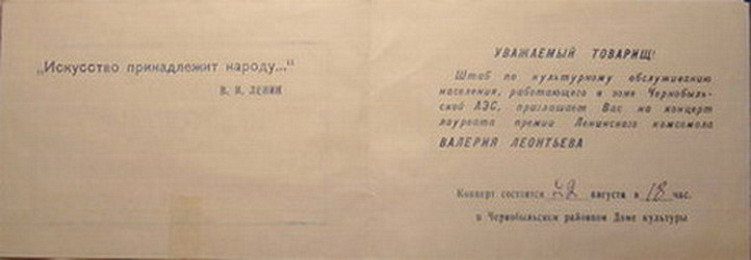 „Искусство принадлежит народу..."
В. И. ЛЕНИН
УВАЖАЕМЫЙ ТОВАРИЩ!
Штаб по культурному обслуживанию
населения, работающего в зоне Чернобыль-
ской АЭС, приглашает Вас на концерт
лауреата премии Ленинского комсомола
ВАЛЕРИЯ ЛЕОНТЬЕВА
Концерт состоится 22 августа в 18 час.
в Чернобыльском районном Доме культуры